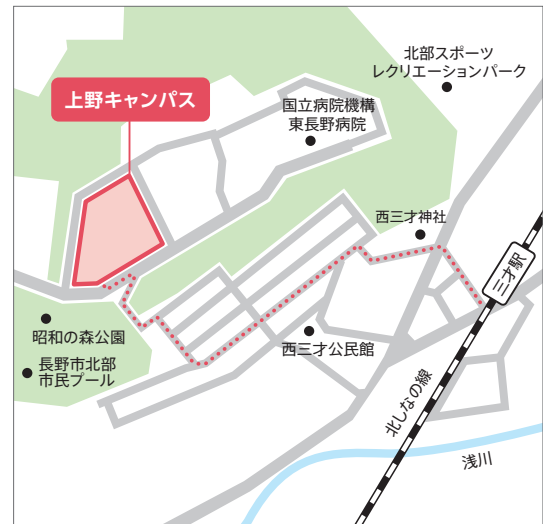 北部スポーツ
レクリエーションパーク
上野キャンパス
国立病院機構
東長野病院
西三才神社
三才駅
昭和の森公園
長野市北部
市民プール
西三才公民館
北しなの線
浅川